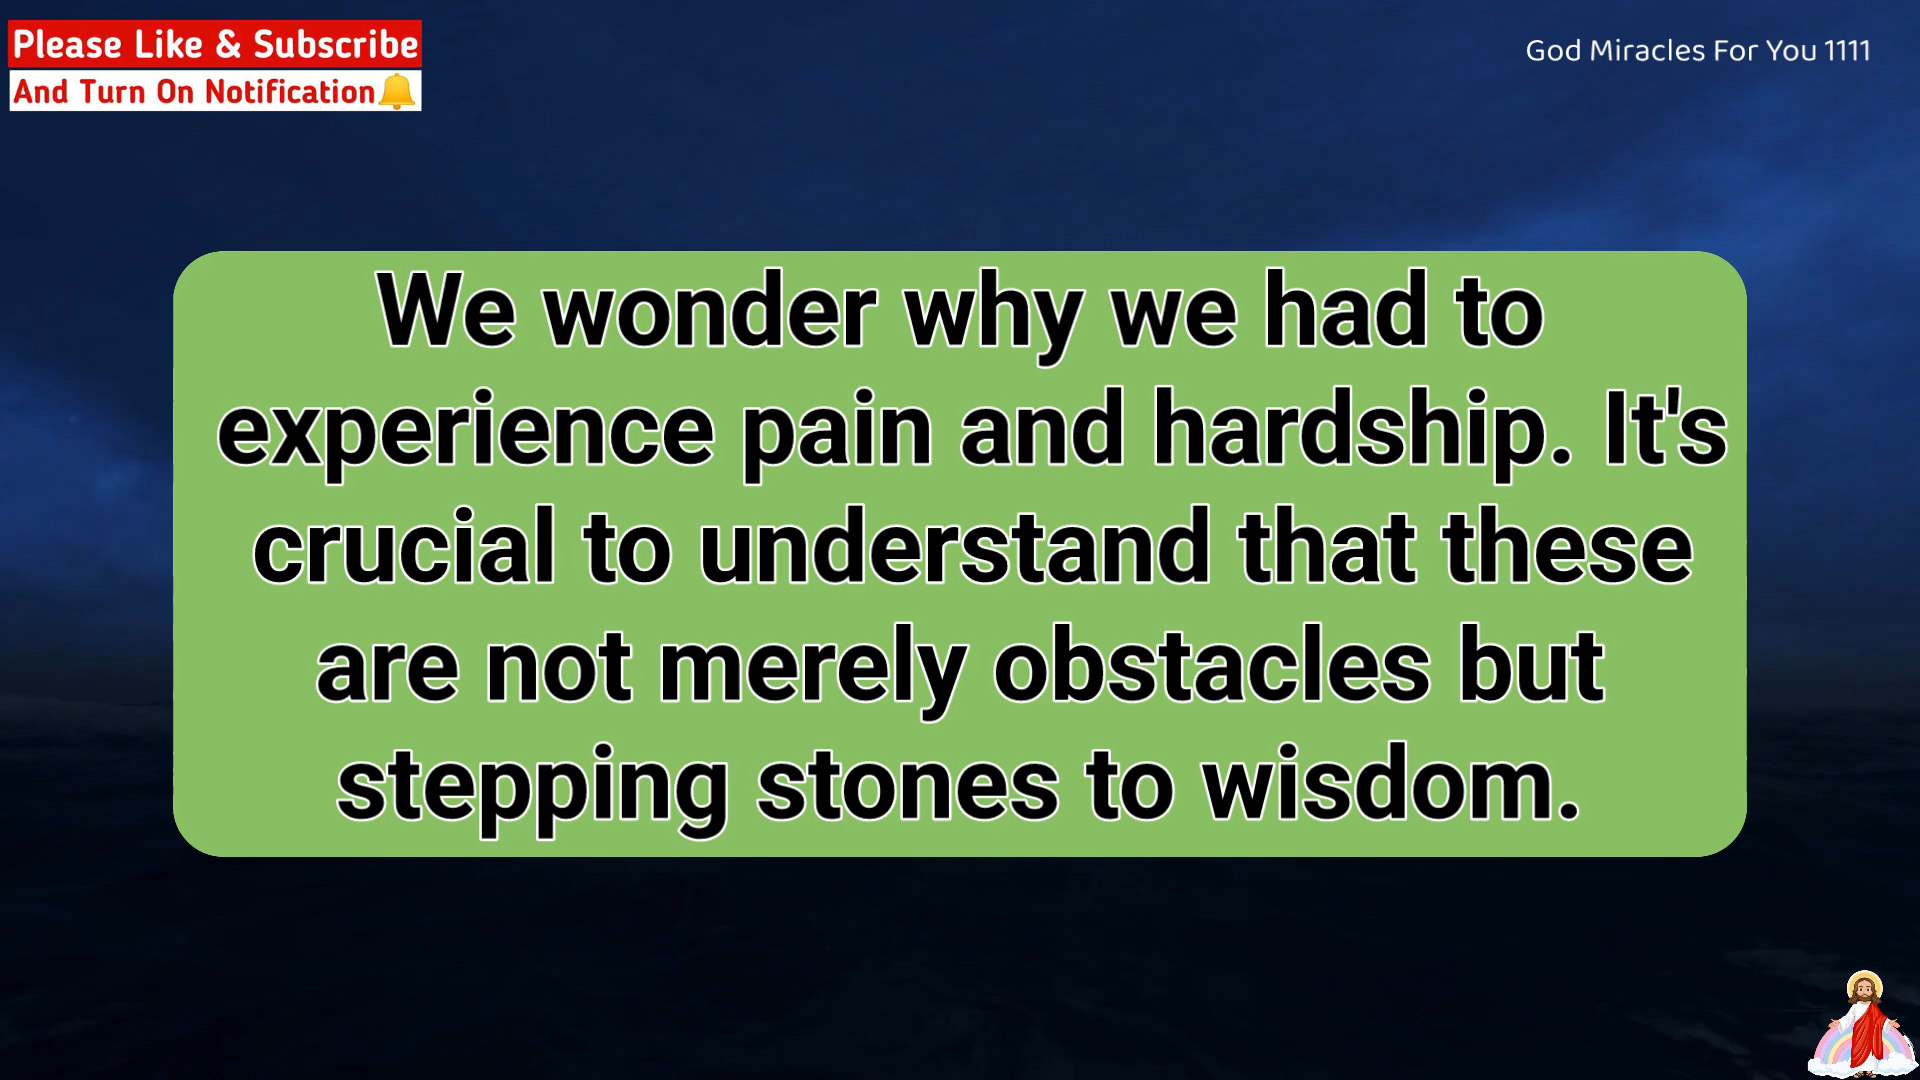 Please Like & Subscribe
And Turn On Notification🔔
God Miracles For You 1111
We wonder why we had to
experience pain and hardship. It's
crucial to understand that these
are not merely obstacles but
stepping stones to wisdom.